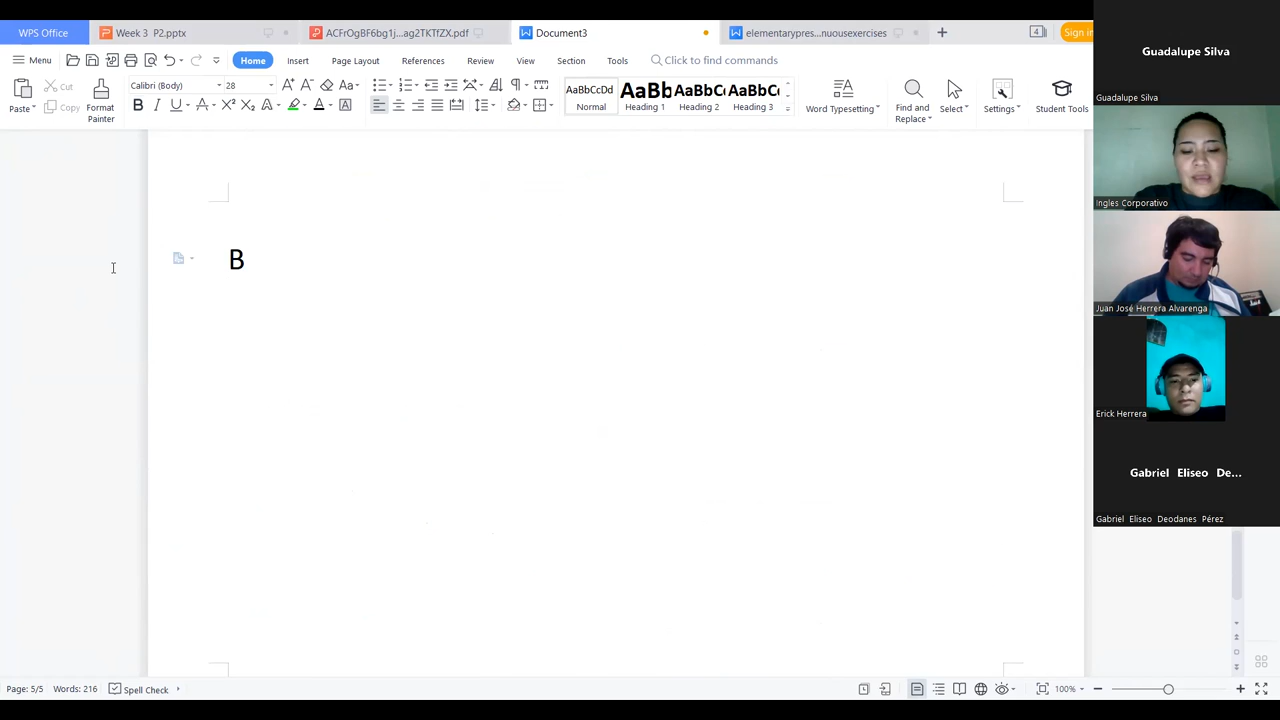 WPS Office
Week 3 P2.pptx
ACFrOgBF6bg1j...ag2TKTfZX.pdf
Document3
elementarypres...nuousexercises
4
Sign in
Menu
Home
Insert
Page Layout
References
Review
View
Section
Tools
Click to find commands
Paste
Cut
Copy
Format
Painter
Calibri (Body)
28
AaBbCcDd
Normal
AaBb
Heading 1
AaBbC
Heading 2
AaBbC
Heading 3
Word Typesetting
Find and
Replace
Select
Settings
Student Tools
B
Page: 5/5
Words: 216
Spell Check
100%
Guadalupe Silva
Guadalupe Silva
Ingles Corporativo
Juan José Herrera Alvarenga
Erick Herrera
Gabriel Eliseo De...
Gabriel Eliseo Deodanes Pérez